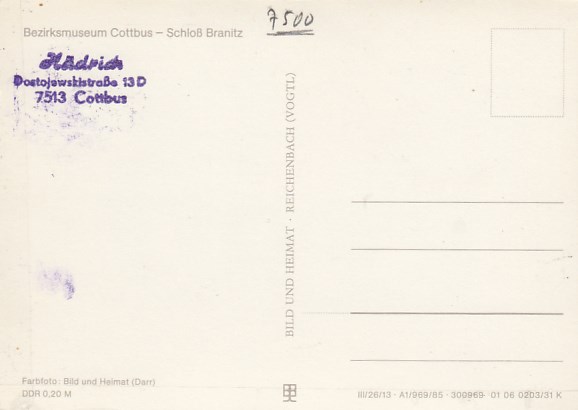 7500
Bezirksmuseum Cottbus – Schloß Branitz
Hädrich
Dostojewskistraße 13 D
7513 Cottbus
BILD UND HEIMAT · REICHENBACH (VOGTL)
Farbfoto: Bild und Heimat (Darr)
DDR 0,20 M
III/26/13 · A1/969/85 · 300969 01 06 0203/31 K